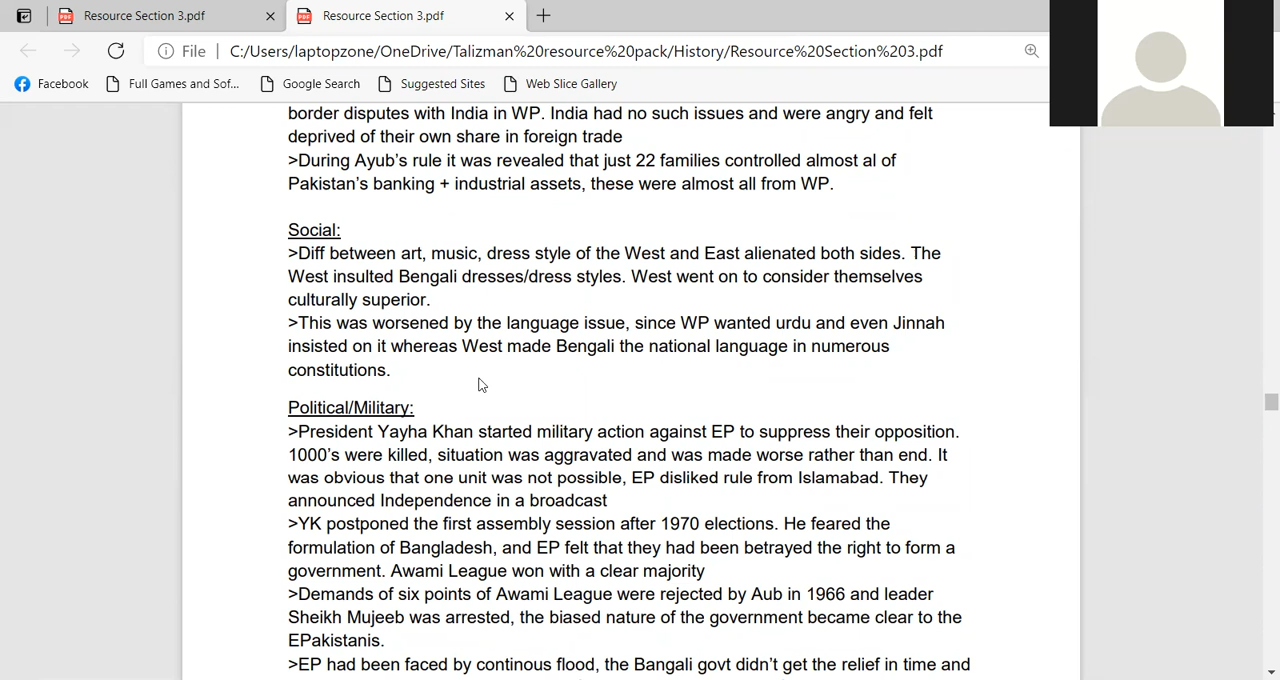 Resource Section 3.pdf
Resource Section 3.pdf
File
C:/Users/laptopzone/OneDrive/Talizman%20resource%20pack/History/Resource%20Section%203.pdf
Facebook
Full Games and Sof...
Google Search
Suggested Sites
Web Slice Gallery
border disputes with India in WP. India had no such issues and were angry and felt
deprived of their own share in foreign trade
>During Ayub's rule it was revealed that just 22 families controlled almost al of
Pakistan's banking + industrial assets, these were almost all from WP.
Social:
>Diff between art, music, dress style of the West and East alienated both sides. The
West insulted Bengali dresses/dress styles. West went on to consider themselves
culturally superior.
>This was worsened by the language issue, since WP wanted urdu and even Jinnah
insisted on it whereas West made Bengali the national language in numerous
constitutions.
Political/Military:
>President Yayha Khan started military action against EP to suppress their opposition.
1000's were killed, situation was aggravated and was made worse rather than end. It
was obvious that one unit was not possible, EP disliked rule from Islamabad. They
announced Independence in a broadcast
>YK postponed the first assembly session after 1970 elections. He feared the
formulation of Bangladesh, and EP felt that they had been betrayed the right to form a
government. Awami League won with a clear majority
>Demands of six points of Awami League were rejected by Aub in 1966 and leader
Sheikh Mujeeb was arrested, the biased nature of the government became clear to the
EPakistanis.
>EP had been faced by continous flood, the Bangali govt didn't get the relief in time and